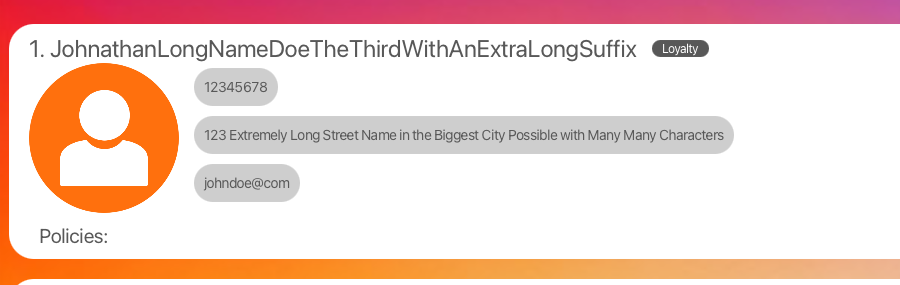 1. JohnathanLongNameDoeTheThirdWithAnExtraLongSuffix Loyalty
12345678
123 Extremely Long Street Name in the Biggest City Possible with Many Many Characters
johndoe@com
Policies: